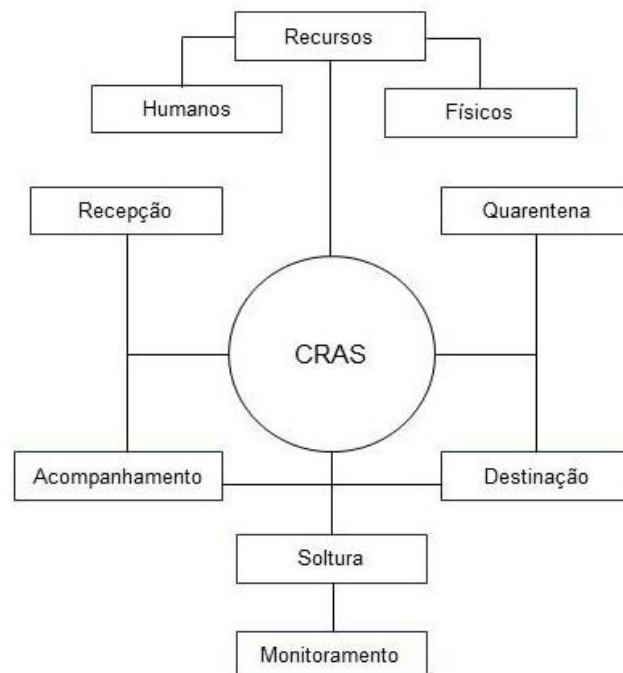 Recursos
Humanos
Físicos
Recepção
Quarentena
CRAS
Acompanhamento
Destinação
Soltura
Monitoramento